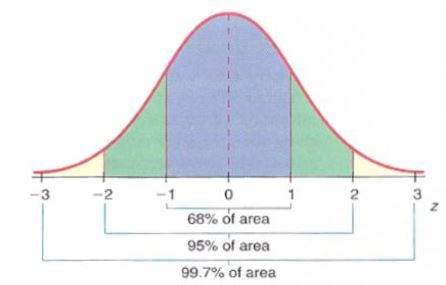 -3 -2 -1 0 1 2 3
z
68% of area
95% of area
99.7% of area